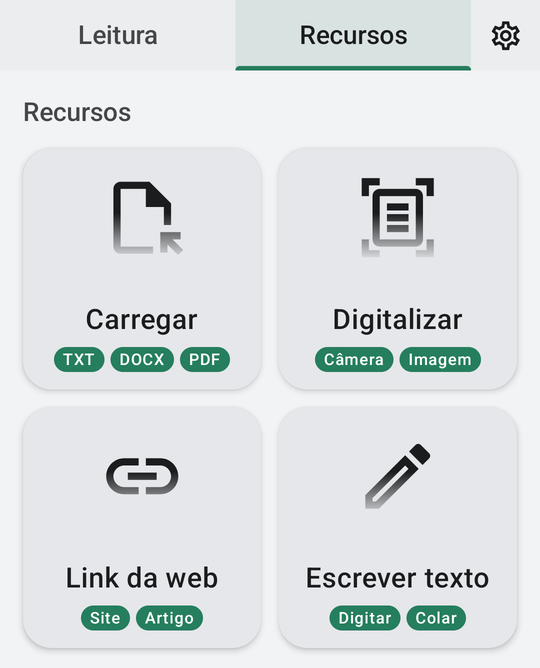 Leitura
Recursos
Recursos
Carregar
TXT DOCX PDF
Digitalizar
Câmera Imagem
Link da web
Site Artigo
Escrever texto
Digitar Colar